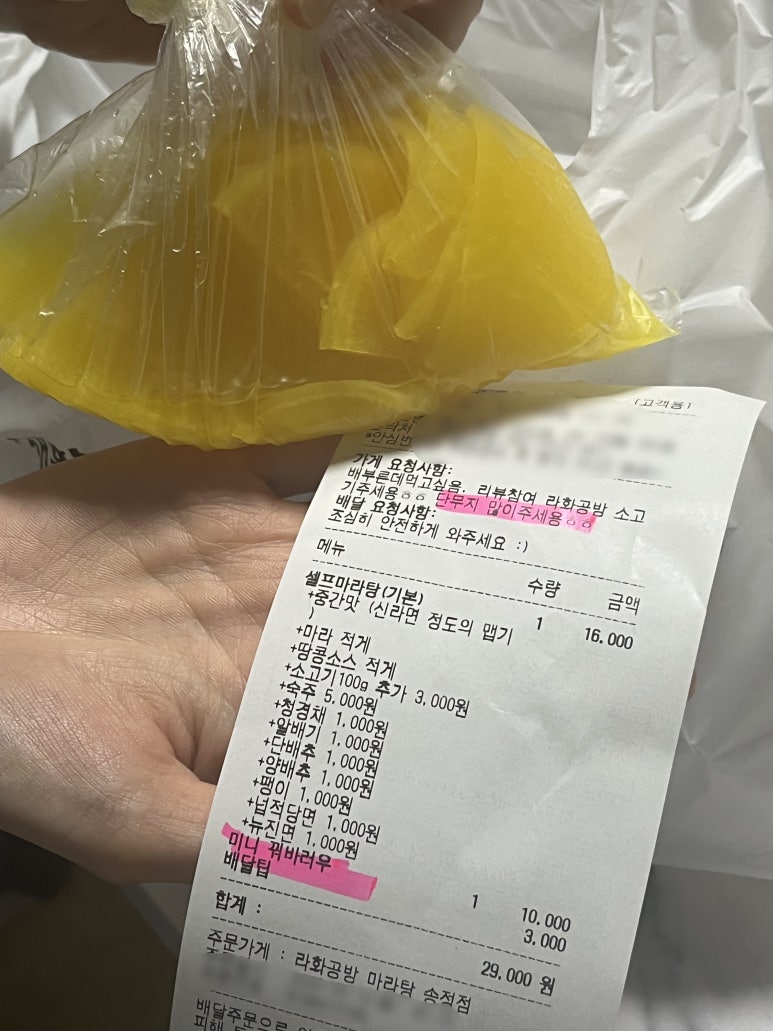 [고객용]
*안심번
가게 요청사항:
배부른데먹고싶음. 리뷰참여 라화공방 소고
기주세용ㅎㅎ 단무지 많이주세용ㅎㅎ
배달 요청사항:
조심히 안전하게 와주세요 :)
메뉴 수량 금액
셀프마라탕(기본) 1 16,000
+중간맛 (신라면 정도의 맵기
)
+마라 적게
+땅콩소스 적게
+소고기100g 추가 3,000원
+숙주 5,000원
+청경채 1,000원
+알배기 1,000원
+단배추 1,000원
+양배추 1,000원
+팽이 1,000원
+넙적당면 1,000원
+뉴진면 1,000원
미니 꿔바러우 1 10,000
배달팁 3,000
합계 : 29,000 원
주문가게 : 라화공방 마라탕 송정점
배달주문으로